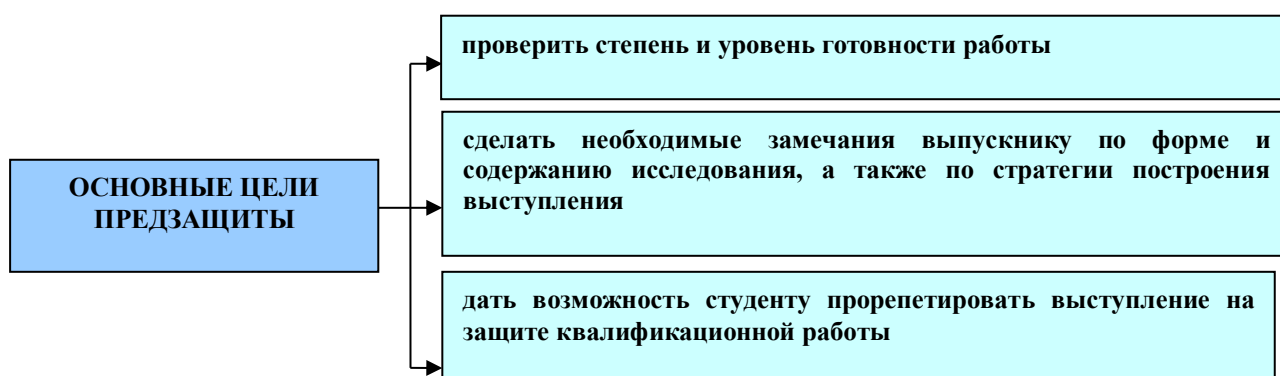 проверить степень и уровень готовности работы
сделать необходимые замечания выпускнику по форме и
содержанию исследования, а также по стратегии построения
выступления
ОСНОВНЫЕ ЦЕЛИ
ПРЕДЗАЩИТЫ
дать возможность студенту прорепетировать выступление на
защите квалификационной работы